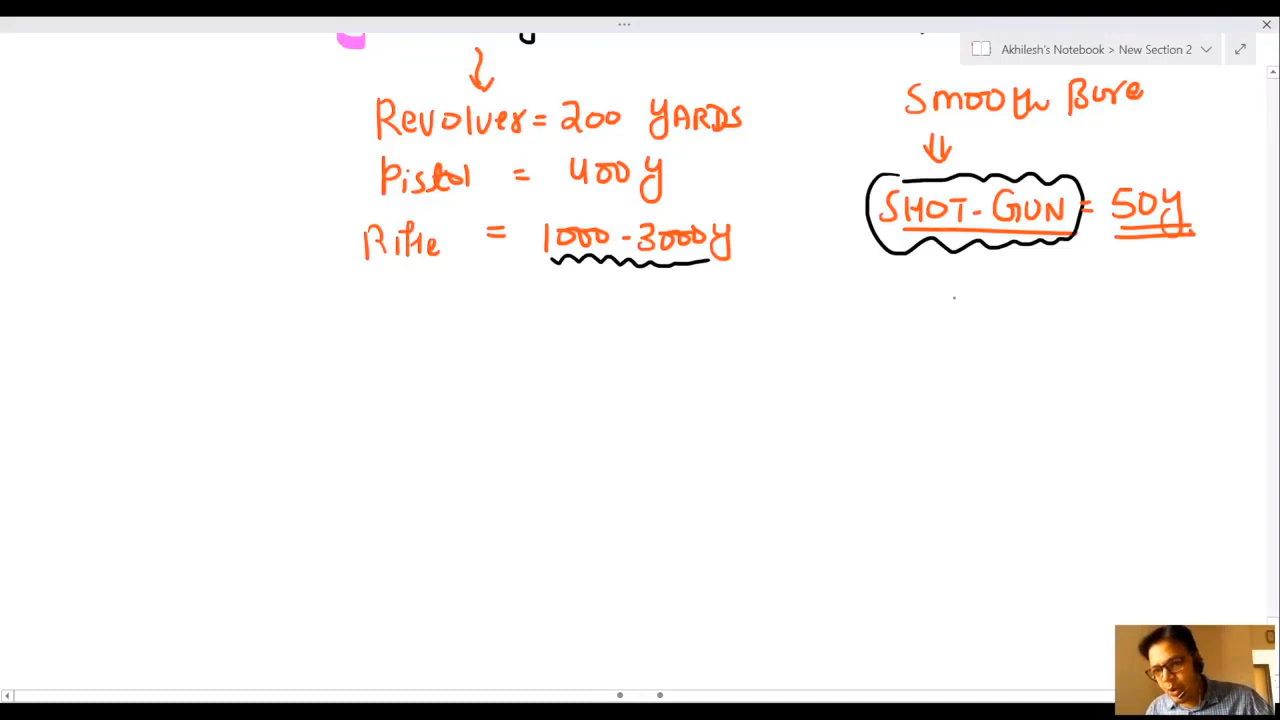 Akhilesh's Notebook > New Section 2
Revolver = 200 YARDS
Pistol = 400 Y
Rifle = 1000 - 3000 Y
Smooth Bore
SHOT-GUN = 50 Y